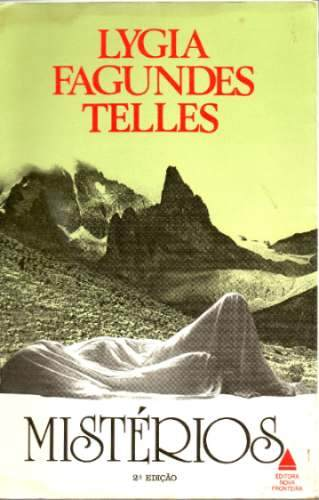 LYGIA
FAGUNDES
TELLES
MISTÉRIOS
2ª EDIÇÃO
EDITORA
NOVA
FRONTEIRA